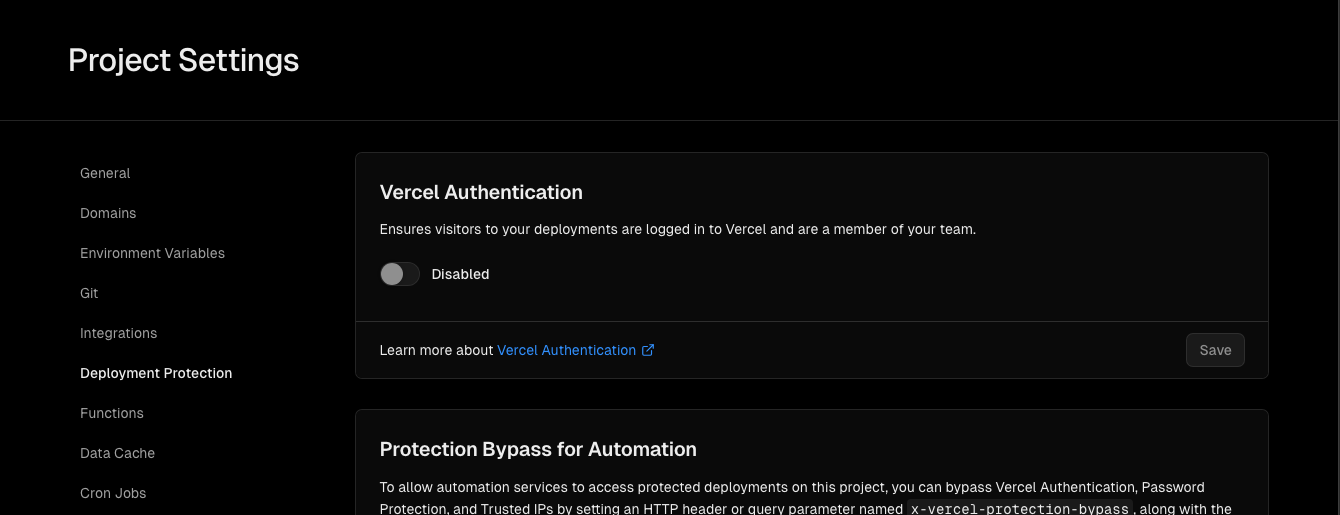 Project Settings
General
Domains
Environment Variables
Git
Integrations
Deployment Protection
Functions
Data Cache
Cron Jobs
Vercel Authentication
Ensures visitors to your deployments are logged in to Vercel and are a member of your team.
Disabled
Learn more about Vercel Authentication
Save
Protection Bypass for Automation
To allow automation services to access protected deployments on this project, you can bypass Vercel Authentication, Password
Protection, and Trusted IPs by setting an HTTP header or query parameter named x-vercel-protection-bypass, along with the